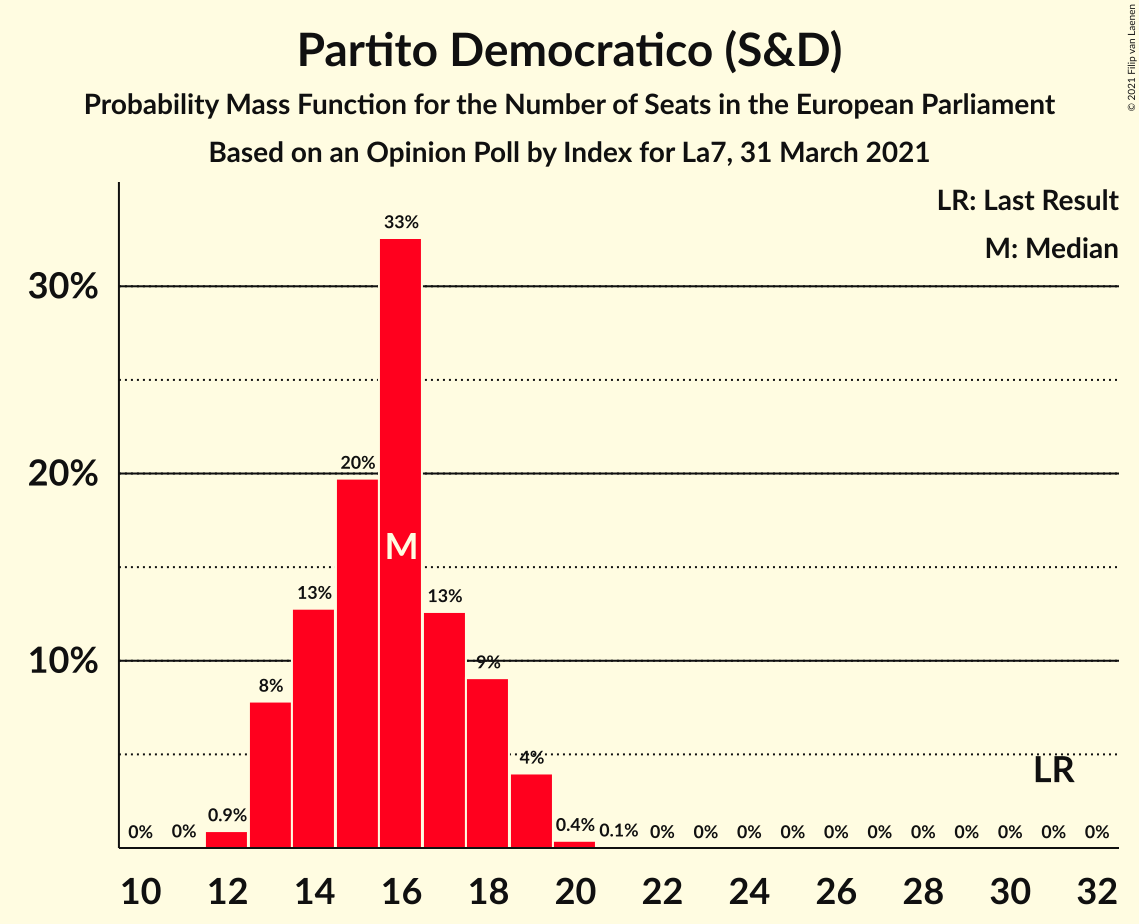 Partito Democratico (S&D)
Probability Mass Function for the Number of Seats in the European Parliament
Based on an Opinion Poll by Index for La7, 31 March 2021
© 2021 Filip van Laenen
LR: Last Result
M: Median
30%
20%
10%
0%
0%
0.9%
8%
13%
20%
33%
M
13%
9%
4%
0.4%
0.1%
0%
0%
0%
0%
0%
0%
0%
0%
0%
0%
0%
LR
10 12 14 16 18 20 22 24 26 28 30 32